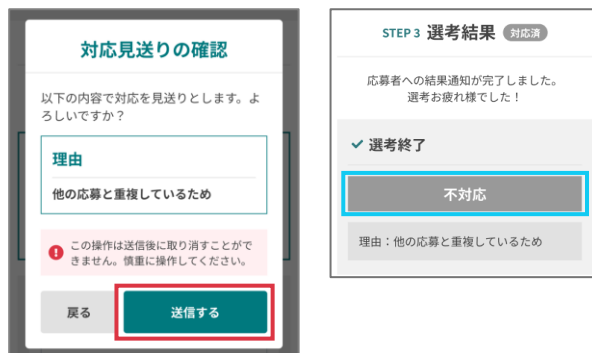 対応見送りの確認
以下の内容で対応を見送りとします。よ
ろしいですか？
理由
他の応募と重複しているため
この操作は送信後に取り消すことがで
きません。慎重に操作してください。
戻る
送信する
STEP 3 選考結果 対応済
応募者への結果通知が完了しました。
選考お疲れ様でした！
選考終了
不対応
理由：他の応募と重複しているため